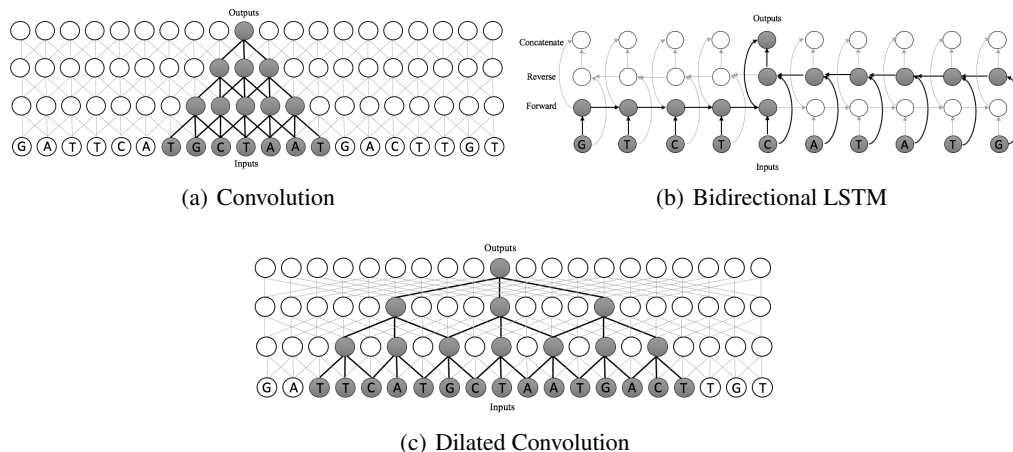 Outputs
G A T T C A T G C T A A T G A C T T G T
Inputs
(a) Convolution
Outputs
Concatenate
Reverse
Forward
G T C T C A T A T G
Inputs
(b) Bidirectional LSTM
Outputs
G A T T C A T G C T A A T G A C T T G T
Inputs
(c) Dilated Convolution